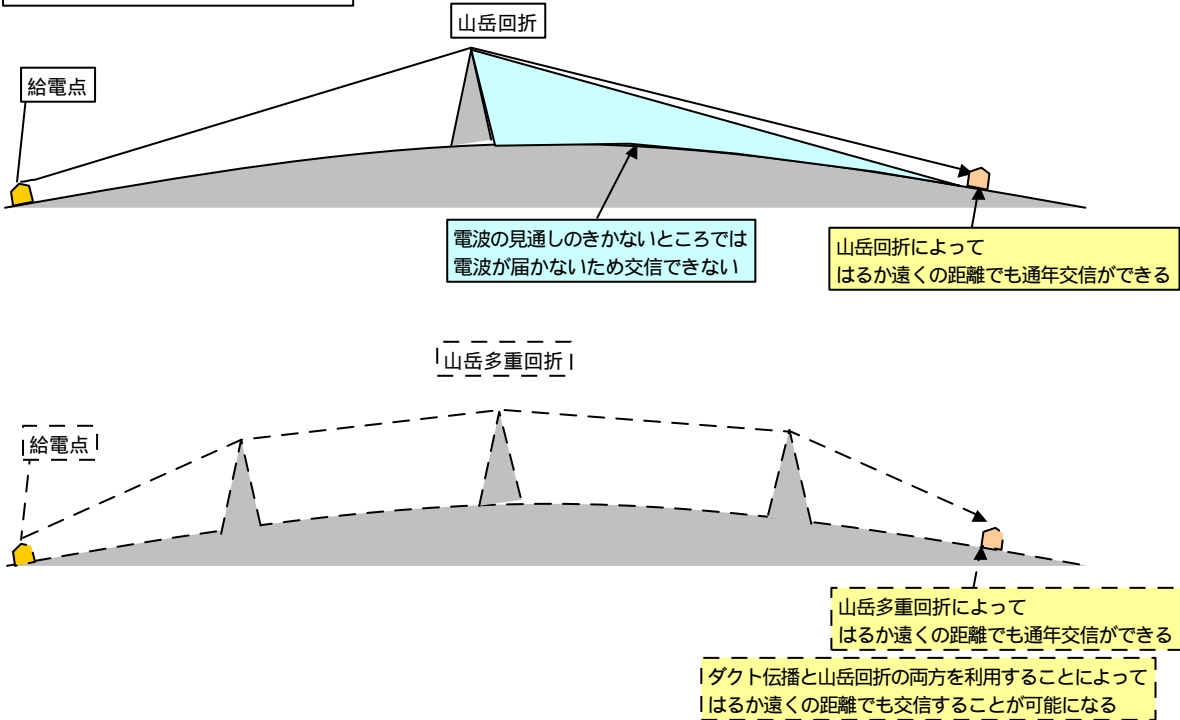 山岳回折
給電点
電波の見通しのきかないところでは
電波が届かないため交信できない
山岳回折によって
はるか遠くの距離でも通年交信ができる
山岳多重回折
給電点
山岳多重回折によって
はるか遠くの距離でも通年交信ができる
ダクト伝播と山岳回折の両方を利用することによって
はるか遠くの距離でも交信することが可能になる